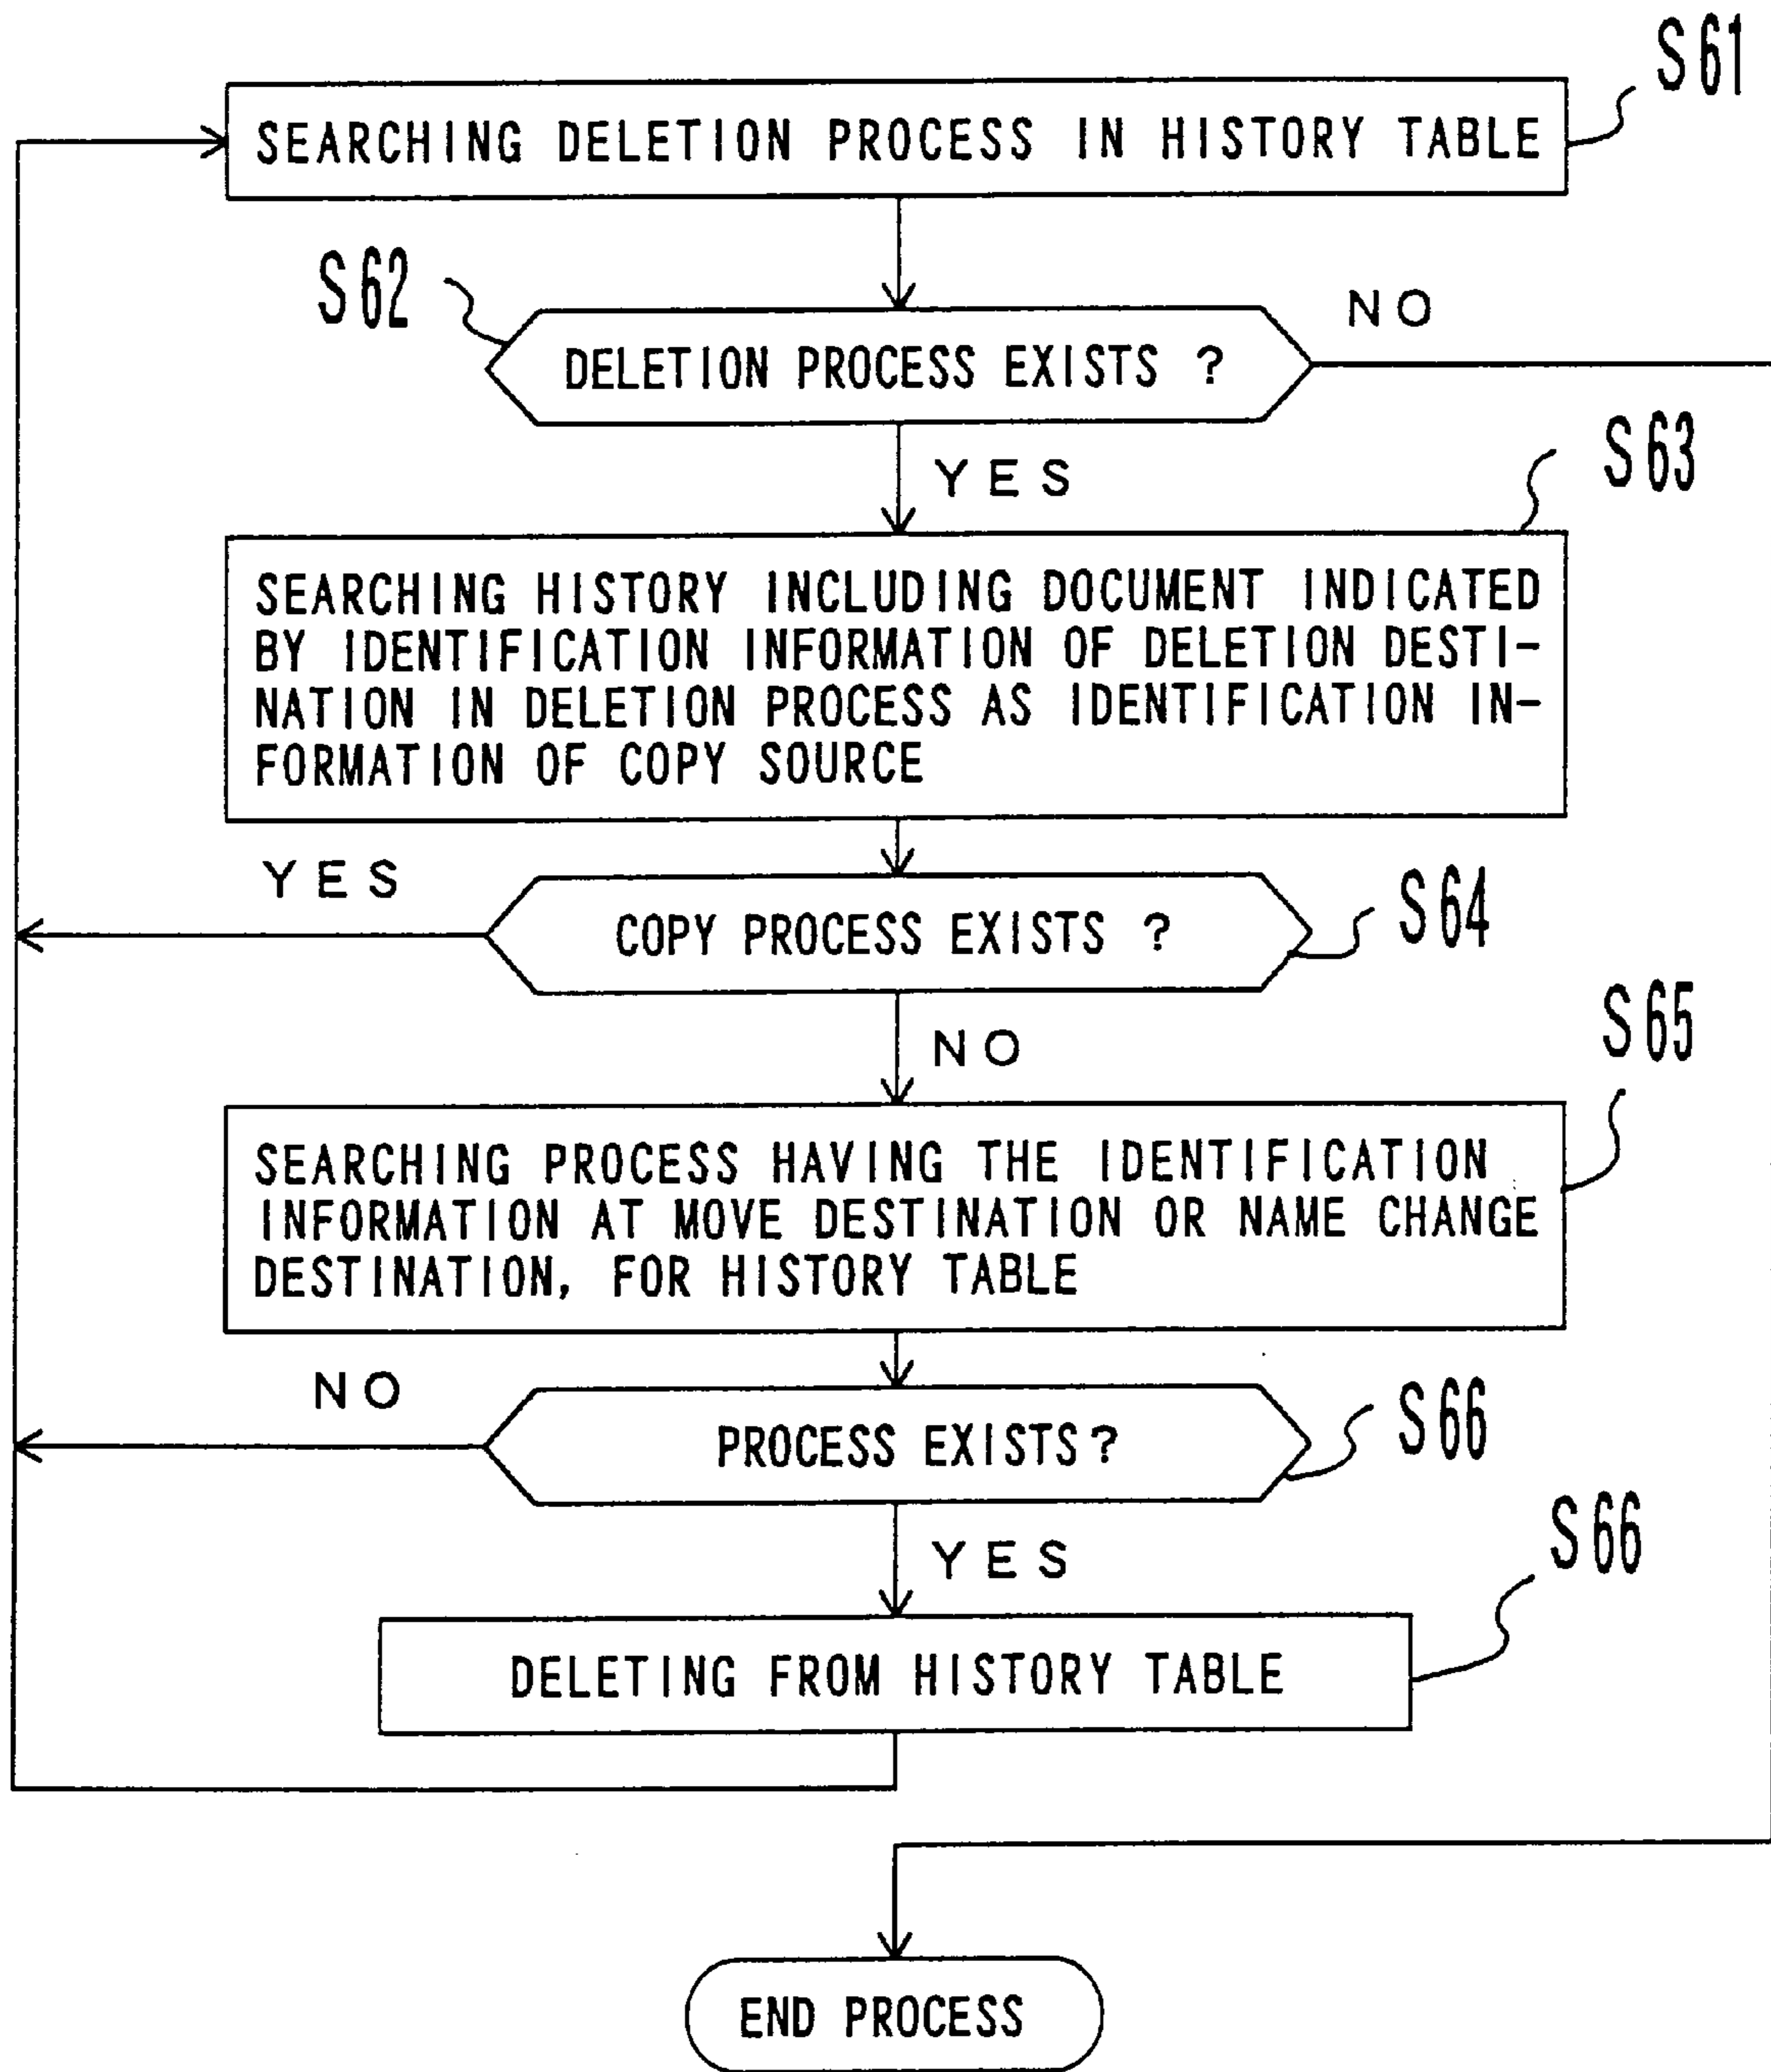 S61
SEARCHING DELETION PROCESS IN HISTORY TABLE
S62
NO
DELETION PROCESS EXISTS ?
YES
S63
SEARCHING HISTORY INCLUDING DOCUMENT INDICATED
BY IDENTIFICATION INFORMATION OF DELETION DESTI-
NATION IN DELETION PROCESS AS IDENTIFICATION IN-
FORMATION OF COPY SOURCE
YES
S64
COPY PROCESS EXISTS ?
NO
S65
SEARCHING PROCESS HAVING THE IDENTIFICATION
INFORMATION AT MOVE DESTINATION OR NAME CHANGE
DESTINATION, FOR HISTORY TABLE
NO
S66
PROCESS EXISTS?
YES
S66
DELETING FROM HISTORY TABLE
END PROCESS